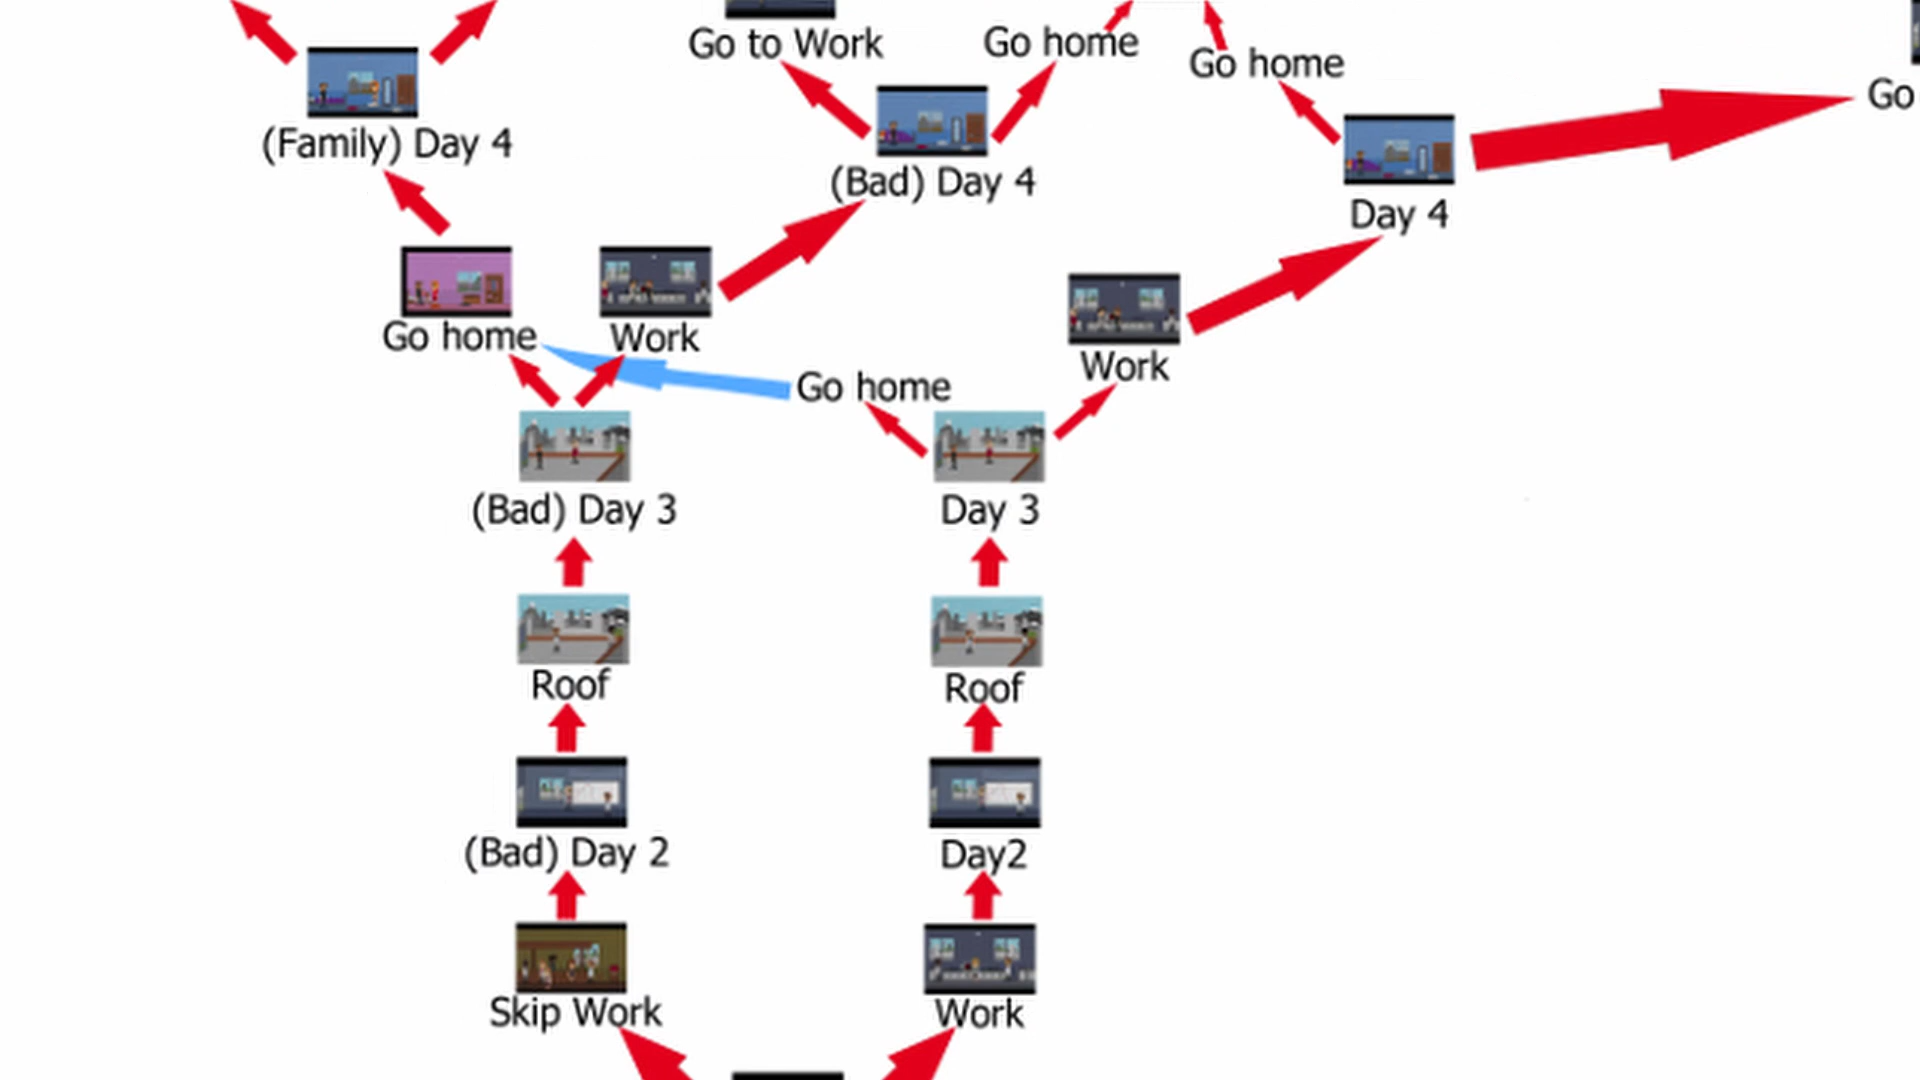 Go to Work
Go home
Go home
Go
(Family) Day 4
(Bad) Day 4
Day 4
Go home
Work
Work
Go home
(Bad) Day 3
Day 3
Roof
Roof
(Bad) Day 2
Day2
Skip Work
Work